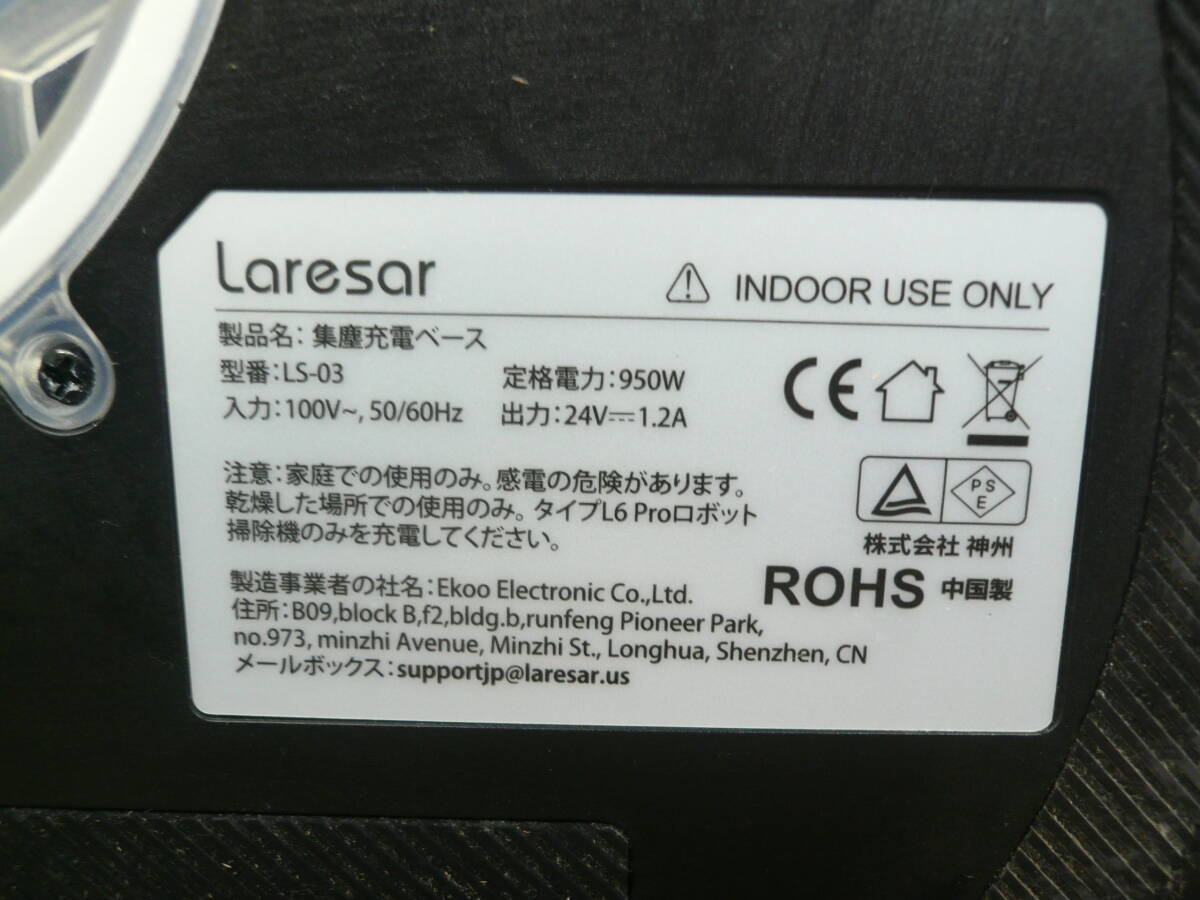 Laresar
INDOOR USE ONLY
製品名: 集塵充電ベース
型番:LS-03
定格電力:950W
入力:100V~, 50/60Hz
出力:24V⎓1.2A
CE
注意:家庭での使用のみ。感電の危険があります。
乾燥した場所での使用のみ。タイプL6 Proロボット
掃除機のみを充電してください。
PS
E
株式会社 神州
ROHS 中国製
製造事業者の社名:Ekoo Electronic Co.,Ltd.
住所:B09,block B,f2,bldg.b,runfeng Pioneer Park,
no.973, minzhi Avenue, Minzhi St., Longhua, Shenzhen, CN
メールボックス:supportjp@laresar.us